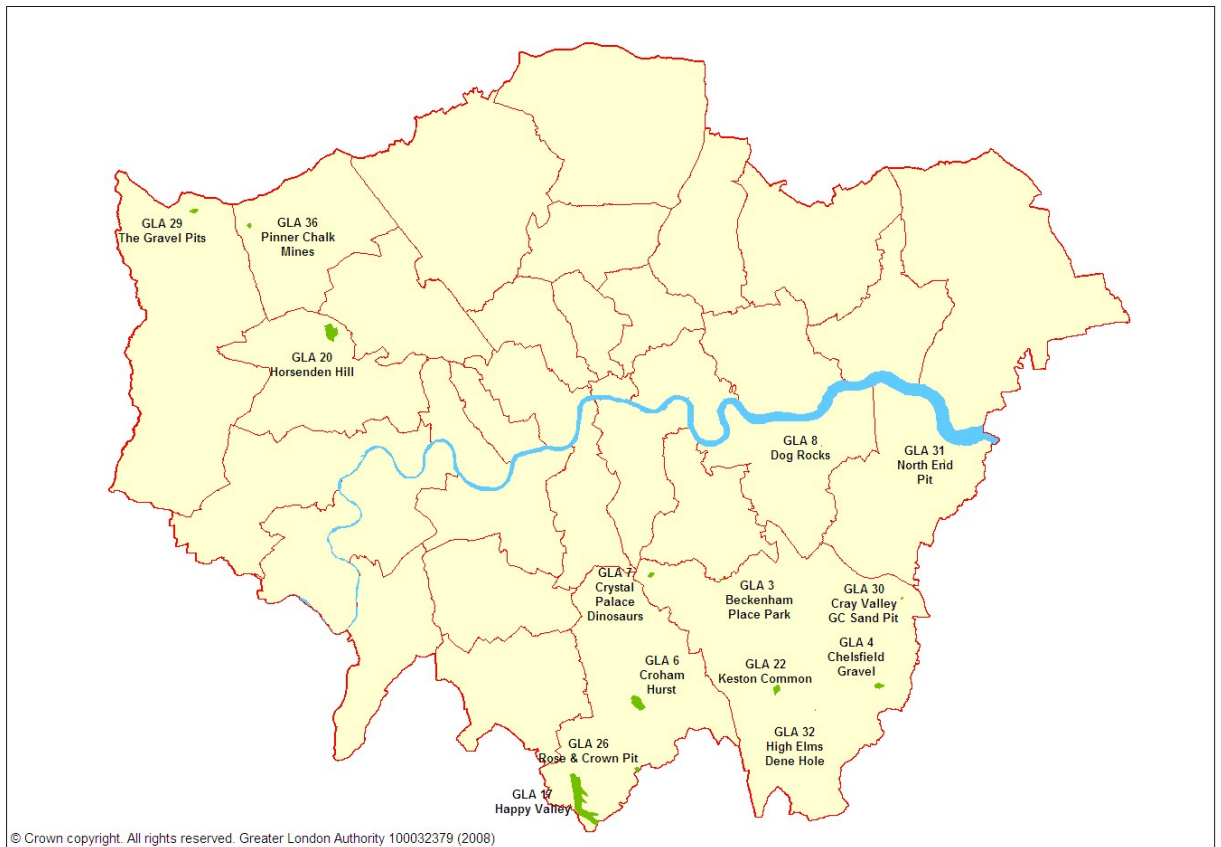 GLA 29
The Gravel Pits
GLA 36
Pinner Chalk
Mines
GLA 20
Horsenden Hill
GLA 8
Dog Rocks
GLA 31
North End
Pit
GLA 7
Crystal
Palace
Dinosaurs
GLA 3
Beckenham
Place Park
GLA 30
Cray Valley
GC Sand Pit
GLA 4
Chelsfield
Gravel
GLA 6
Croham
Hurst
GLA 22
Keston Common
GLA 32
High Elms
Dene Hole
GLA 26
Rose & Crown Pit
GLA 17
Happy Valley
© Crown copyright. All rights reserved. Greater London Authority 100032379 (2008)